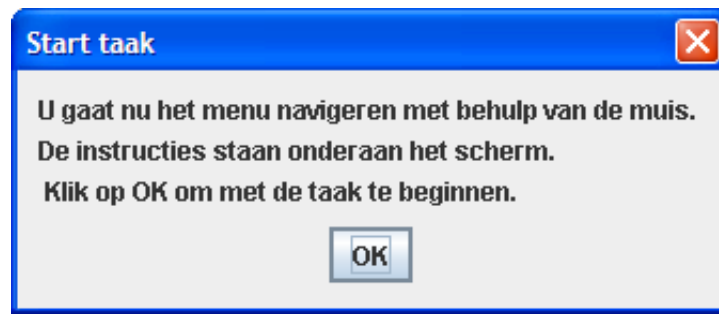 Start taak
U gaat nu het menu navigeren met behulp van de muis.
De instructies staan onderaan het scherm.
Klik op OK om met de taak te beginnen.
OK